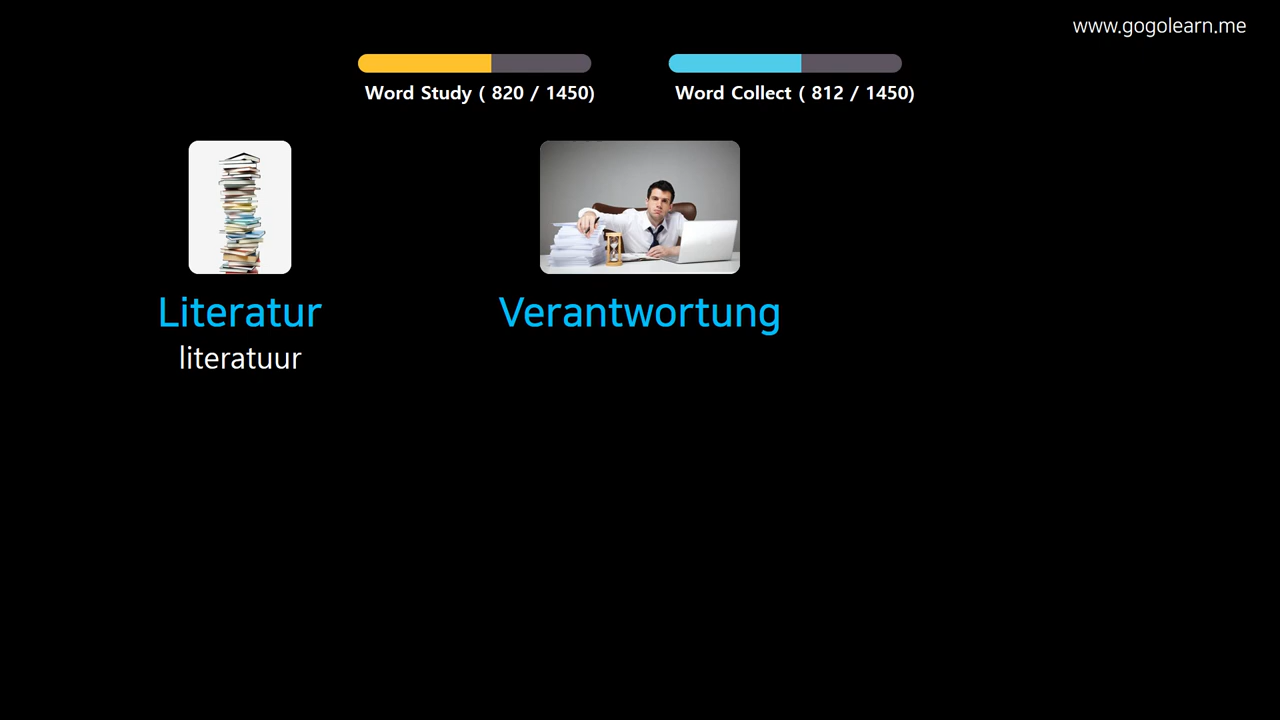 www.gogolearn.me
Word Study ( 820 / 1450)
Word Collect ( 812 / 1450)
Literatur
literatuur
Verantwortung